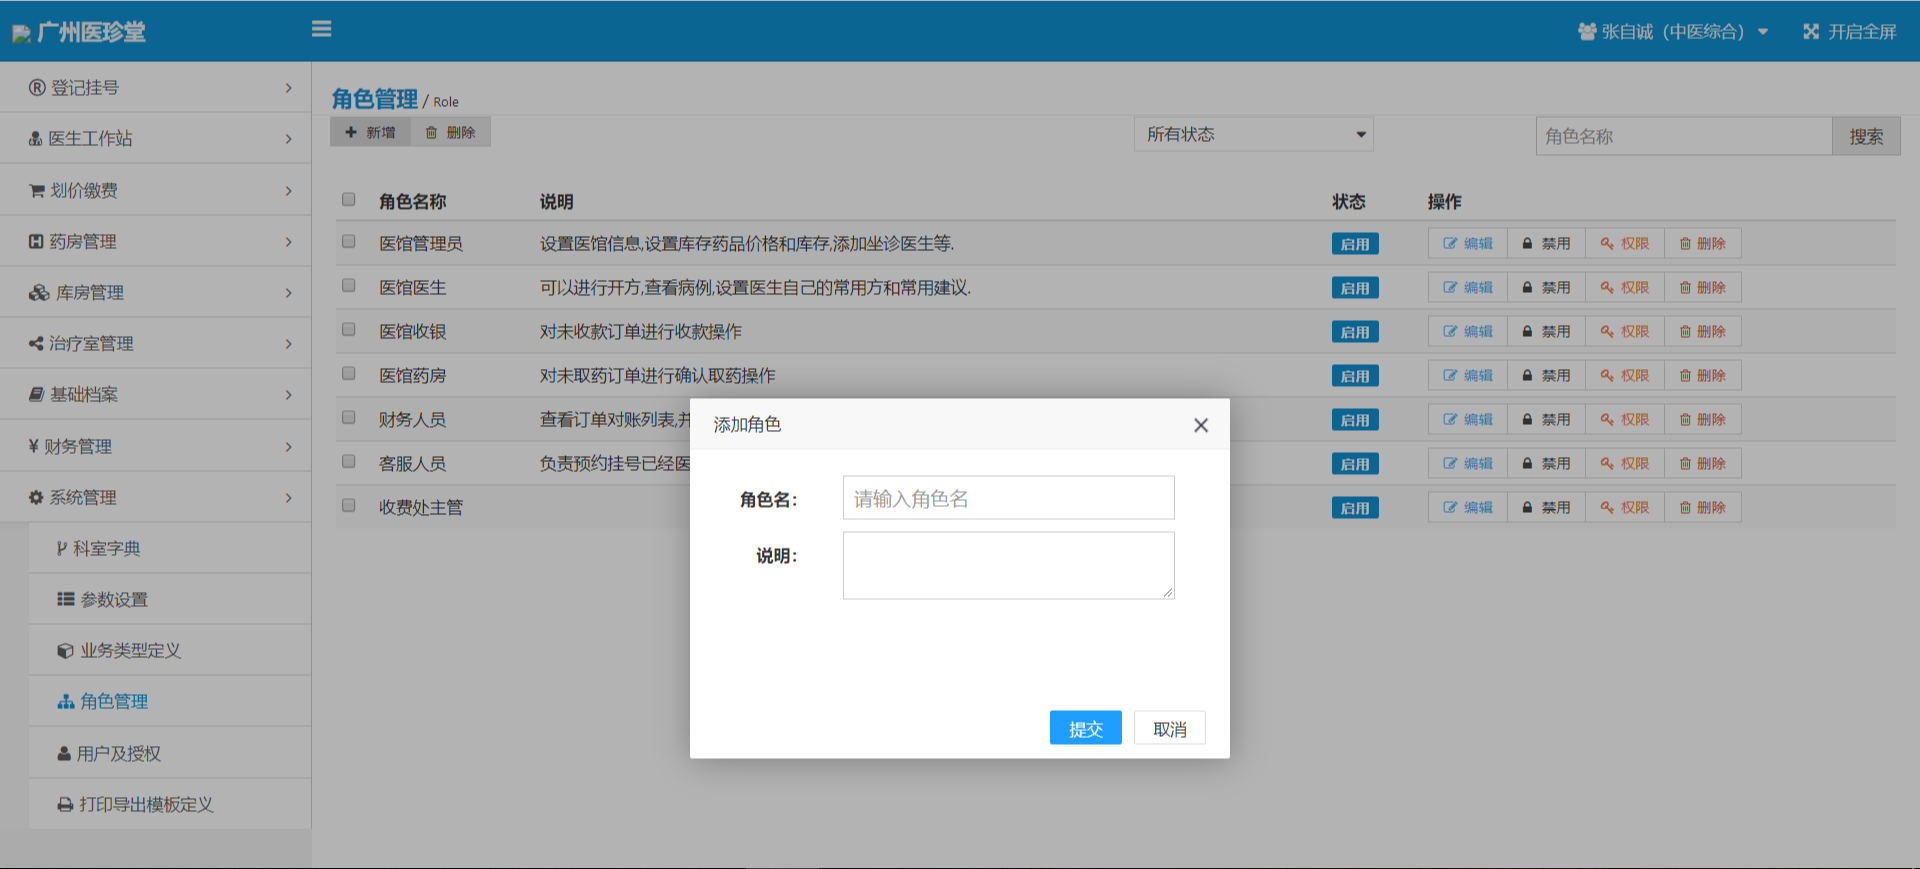 广州医珍堂
张自诚（中医综合）
开启全屏
登记挂号
医生工作站
划价缴费
药房管理
库房管理
治疗室管理
基础档案
财务管理
系统管理
科室字典
参数设置
业务类型定义
角色管理
用户及授权
打印导出模板定义
角色管理 / Role
新增 删除
所有状态
角色名称
搜索
角色名称 说明 状态 操作
医馆管理员 设置医馆信息,设置库存药品价格和库存,添加坐诊医生等. 启用 编辑 禁用 权限 删除
医馆医生 可以进行开方,查看病例,设置医生自己的常用方和常用建议. 启用 编辑 禁用 权限 删除
医馆收银 对未收款订单进行收款操作 启用 编辑 禁用 权限 删除
医馆药房 对未取药订单进行确认取药操作 启用 编辑 禁用 权限 删除
财务人员 查看订单对账列表,并 启用 编辑 禁用 权限 删除
客服人员 负责预约挂号已经医 启用 编辑 禁用 权限 删除
收费处主管 启用 编辑 禁用 权限 删除
添加角色
角色名：
请输入角色名
说明：
提交 取消